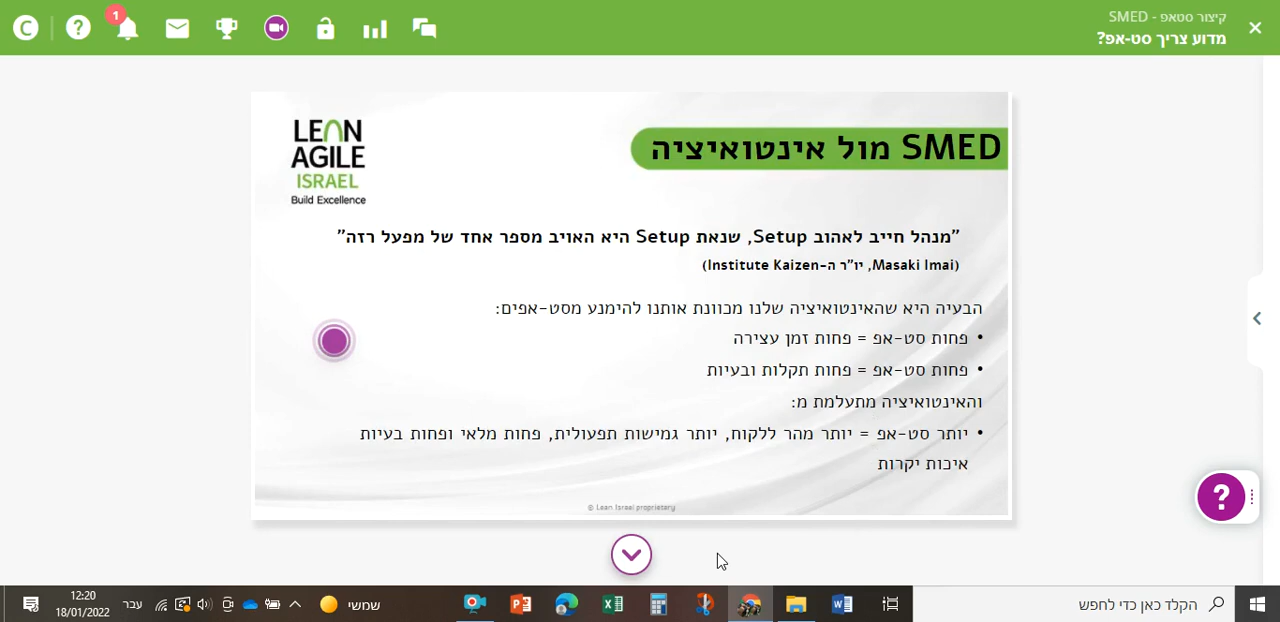 קיצור סטאפ - SMED
מדוע צריך סט-אפ?
1
LEAN
AGILE
ISRAEL
Build Excellence
SMED מול אינטואיציה
"מנהל חייב לאהוב Setup, שנאת Setup היא האויב מספר אחד של מפעל רזה"
(Masaki Imai, יו"ר ה-Institute Kaizen)
הבעיה היא שהאינטואיציה שלנו מכוונת אותנו להימנע מסט-אפים:
• פחות סט-אפ = פחות זמן עצירה
• פחות סט-אפ = פחות תקלות ובעיות
והאינטואיציה מתעלמת מ:
• יותר סט-אפ = יותר מהר ללקוח, יותר גמישות תפעולית, פחות מלאי ופחות בעיות
איכות יקרות
© Lean Israel proprietary
הקלד כאן כדי לחפש
שמשי
עבר
12:20
18/01/2022